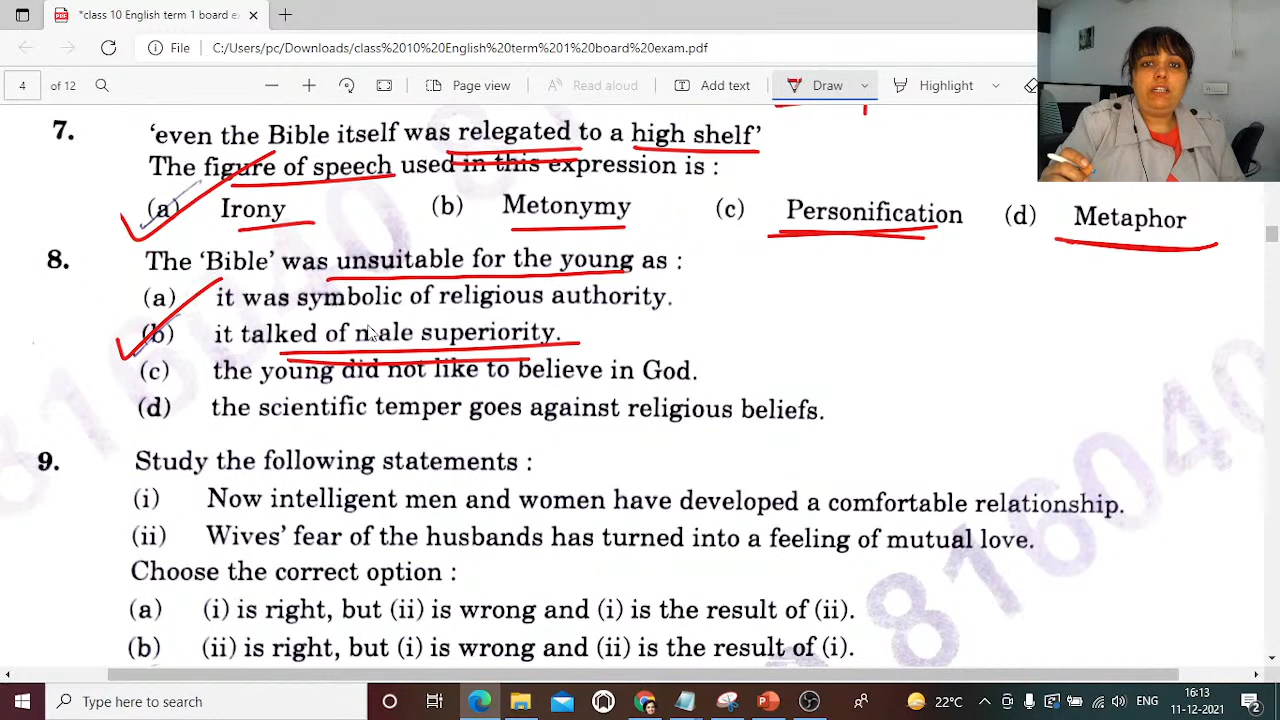 *class 10 English term 1 board e
File
C:/Users/pc/Downloads/class%2010%20English%20term%201%20board%20exam.pdf
4 of 12
Page view
Read aloud
Add text
Draw
Highlight
7. 'even the Bible itself was relegated to a high shelf'
The figure of speech used in this expression is :
(a) Irony (b) Metonymy (c) Personification (d) Metaphor
8. The 'Bible' was unsuitable for the young as :
(a) it was symbolic of religious authority.
(b) it talked of male superiority.
(c) the young did not like to believe in God.
(d) the scientific temper goes against religious beliefs.
9. Study the following statements :
(i) Now intelligent men and women have developed a comfortable relationship.
(ii) Wives' fear of the husbands has turned into a feeling of mutual love.
Choose the correct option :
(a) (i) is right, but (ii) is wrong and (i) is the result of (ii).
(b) (ii) is right, but (i) is wrong and (ii) is the result of (i).
816040
816040
Type here to search
22°C
ENG
16:13
11-12-2021
2